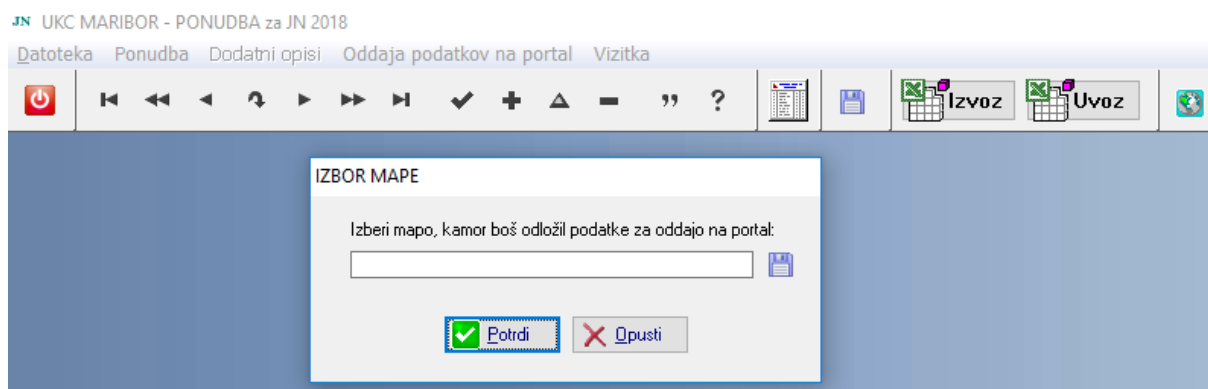 JN UKC MARIBOR - PONUDBA za JN 2018
Datoteka Ponudba Dodatni opisi Oddaja podatkov na portal Vizitka
? Izvoz Uvoz
IZBOR MAPE
Izberi mapo, kamor boš odložil podatke za oddajo na portal:
Potrdi Opusti